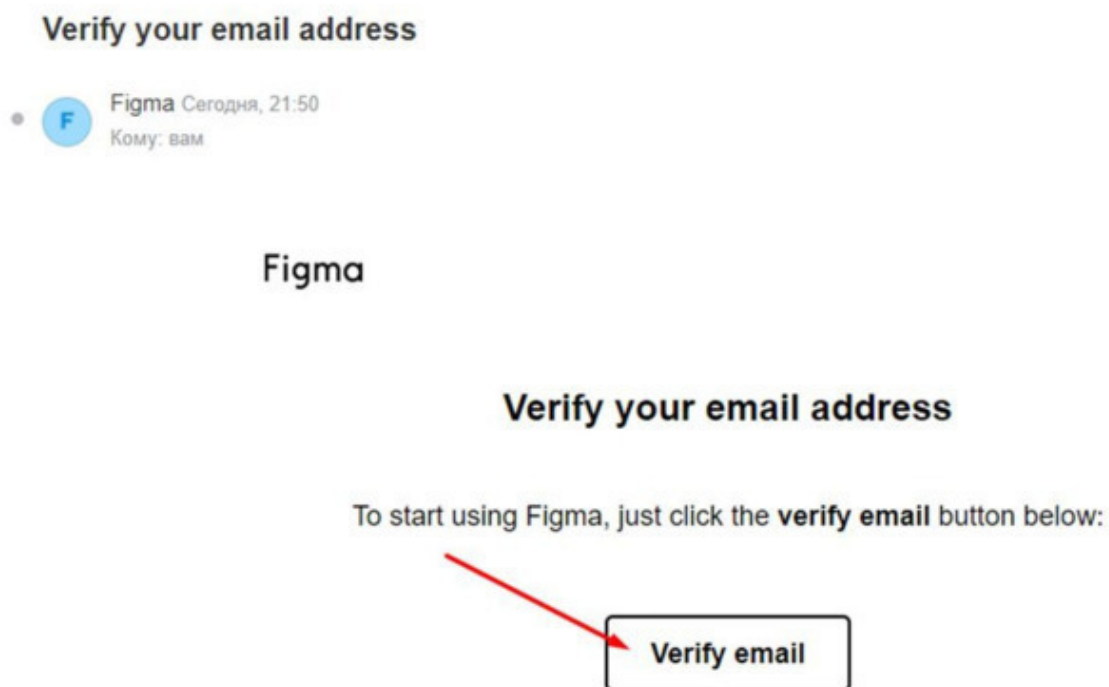 Verify your email address
Figma Сегодня, 21:50
F
Кому: вам
Figma
Verify your email address
To start using Figma, just click the verify email button below:
Verify email